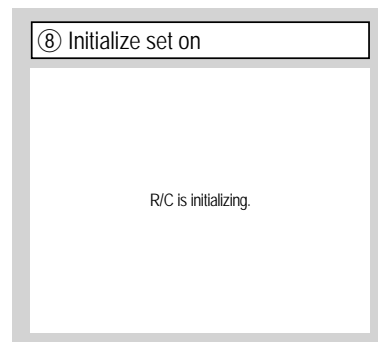 ⑧ Initialize set on
R/C is initializing.